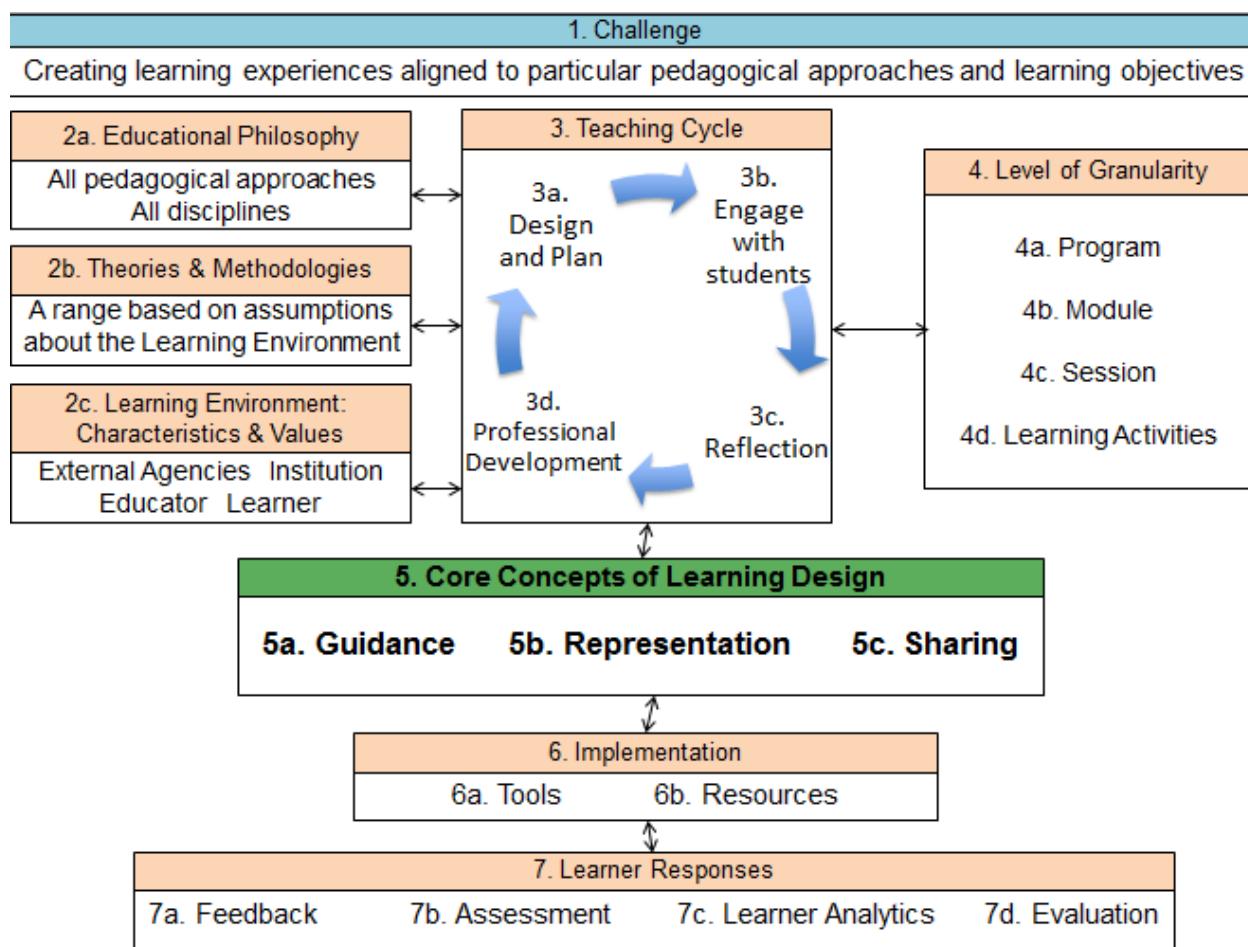 1. Challenge
Creating learning experiences aligned to particular pedagogical approaches and learning objectives
2a. Educational Philosophy
All pedagogical approaches
All disciplines
2b. Theories & Methodologies
A range based on assumptions
about the Learning Environment
2c. Learning Environment:
Characteristics & Values
External Agencies Institution
Educator Learner
3. Teaching Cycle
3a.
Design
and Plan
3b.
Engage
with
students
3c.
Reflection
3d.
Professional
Development
4. Level of Granularity
4a. Program
4b. Module
4c. Session
4d. Learning Activities
5. Core Concepts of Learning Design
5a. Guidance 5b. Representation 5c. Sharing
6. Implementation
6a. Tools 6b. Resources
7. Learner Responses
7a. Feedback 7b. Assessment 7c. Learner Analytics 7d. Evaluation